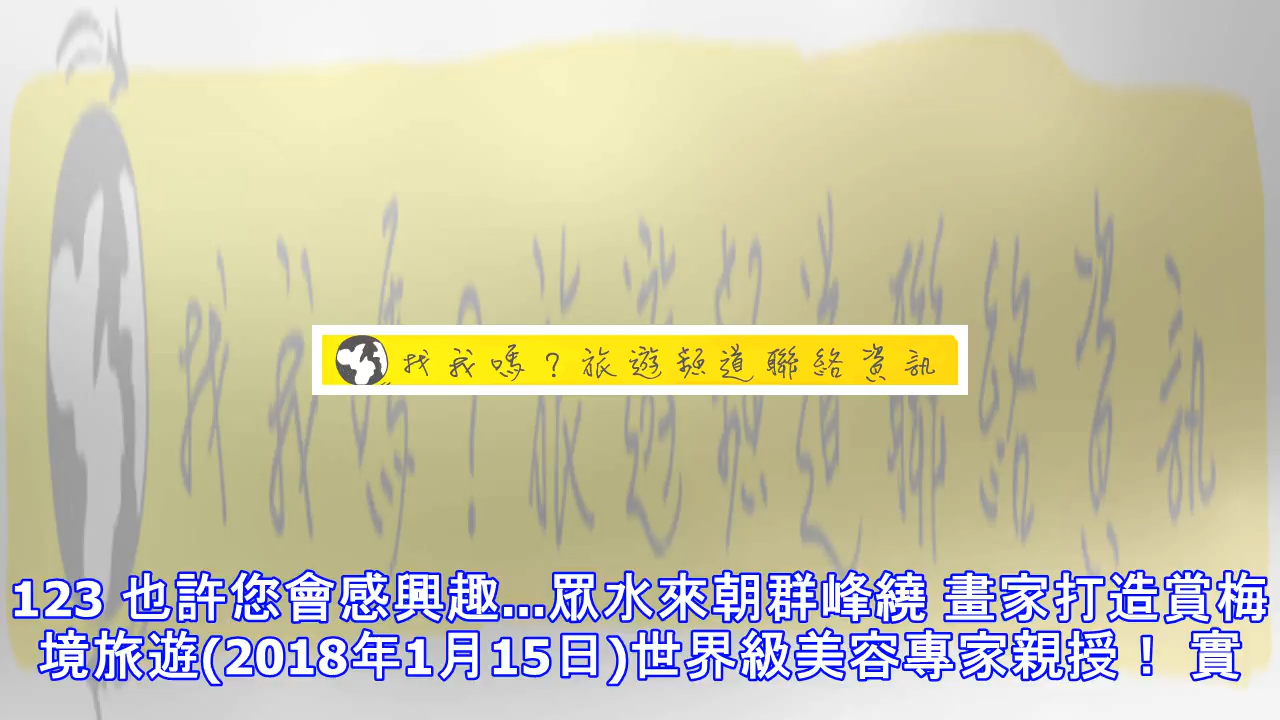 找我嗎？旅遊頻道聯絡資訊
123 也許您會感興趣...眾水來朝群峰繞 畫家打造賞梅
境旅遊(2018年1月15日)世界級美容專家親授！ 實